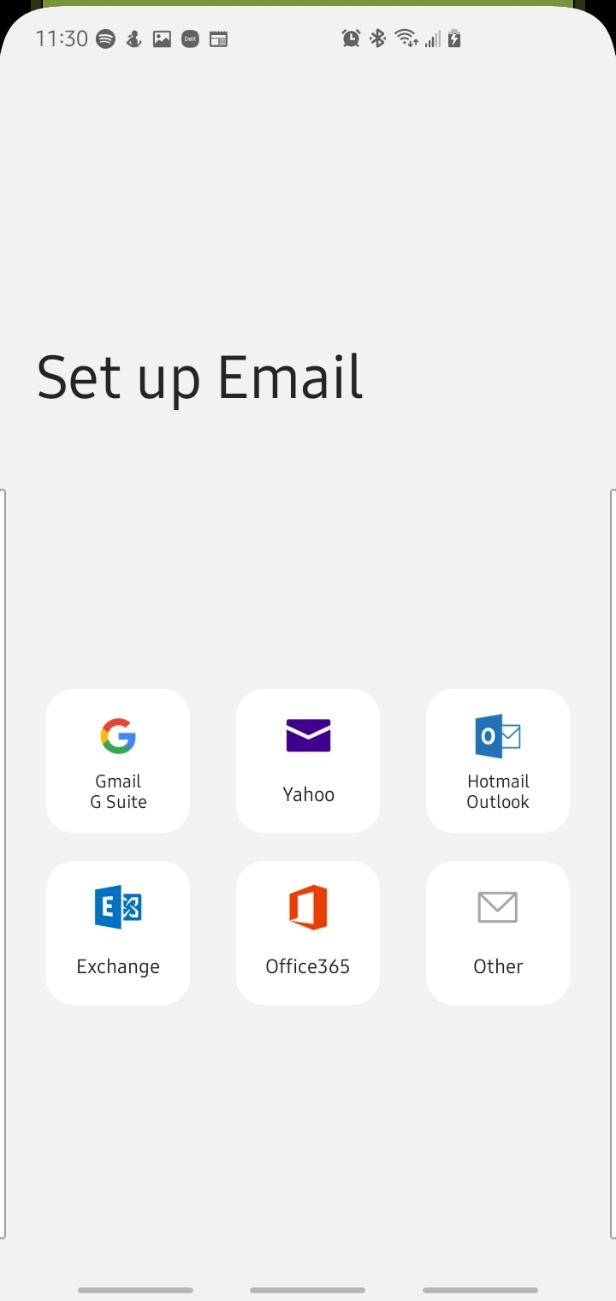 11:30
Set up Email
Gmail
G Suite
Yahoo
Hotmail
Outlook
Exchange
Office365
Other